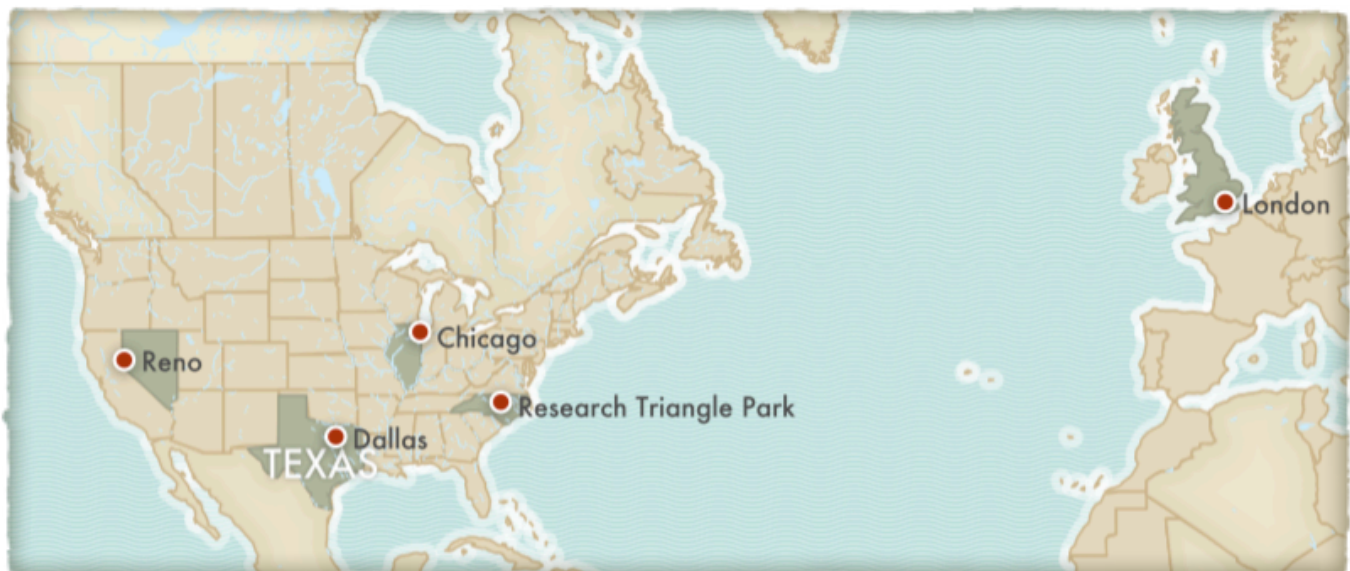 London
Chicago
Reno
Research Triangle Park
Dallas
TEXAS